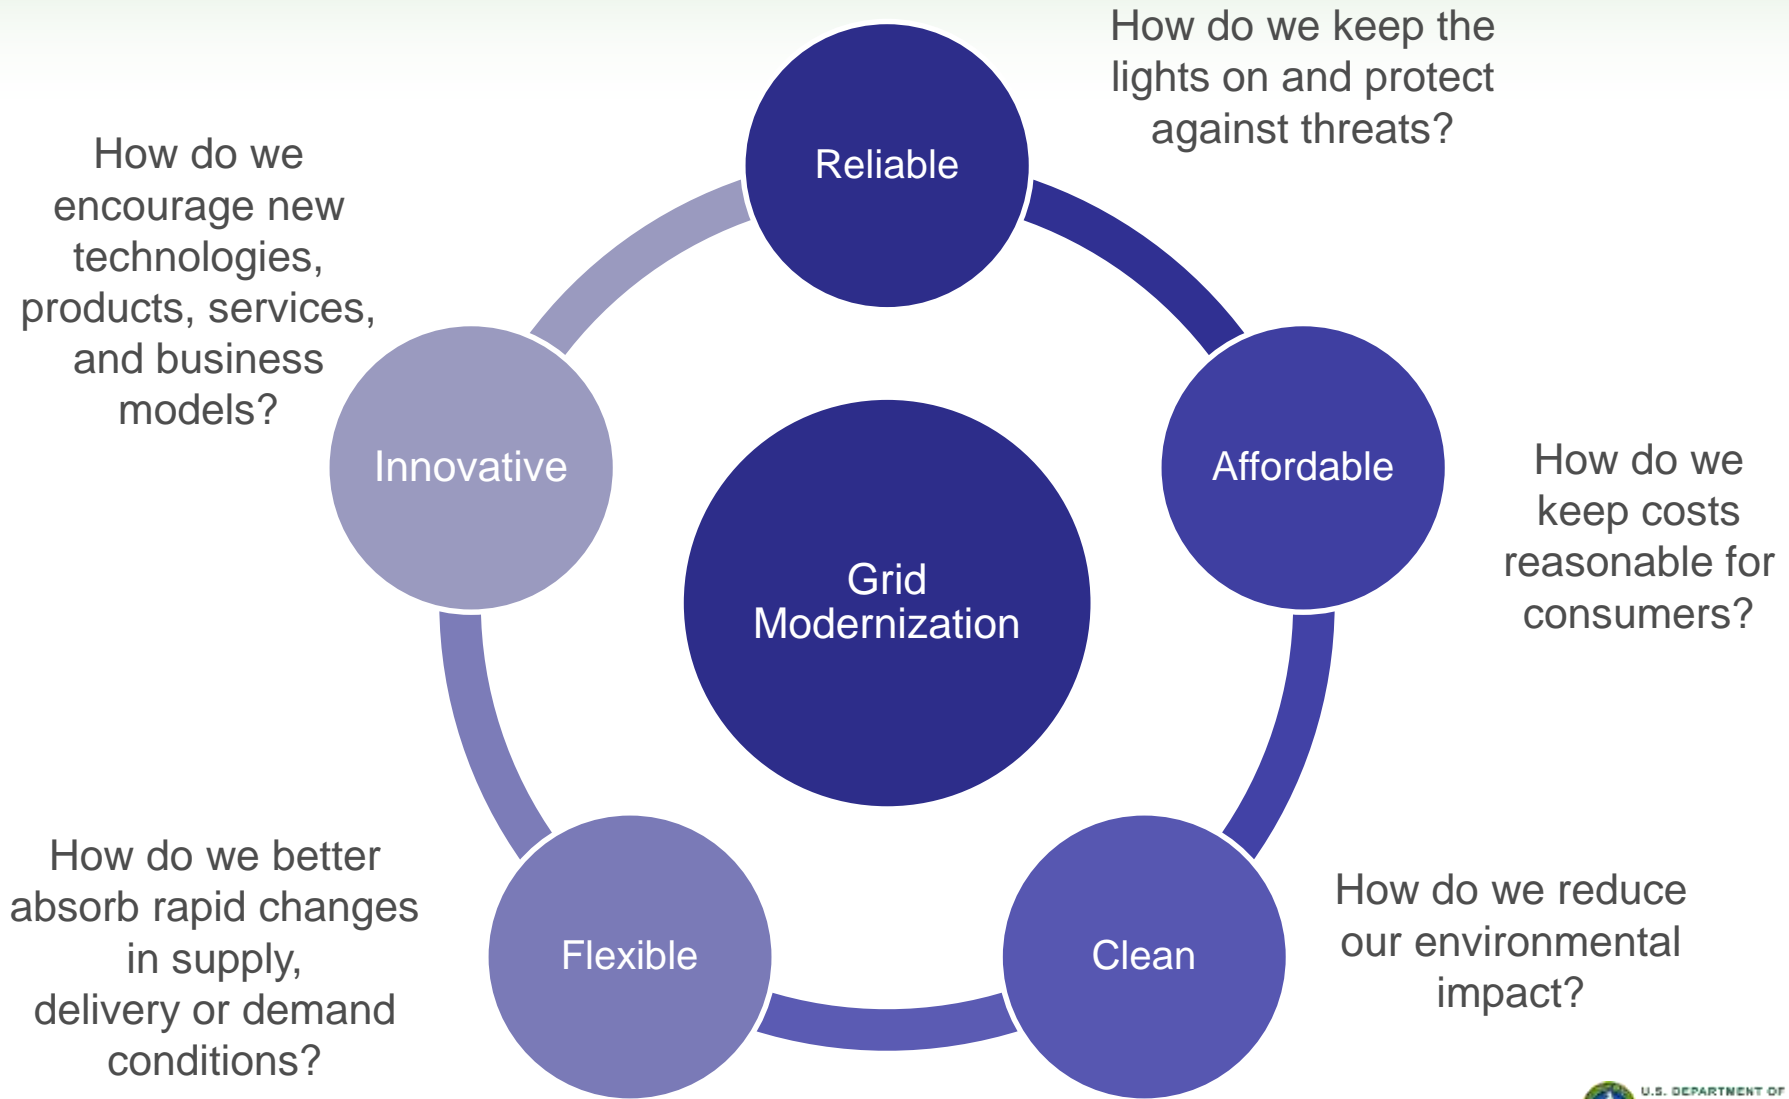 How do we keep the
lights on and protect
against threats?
Reliable
How do we
encourage new
technologies,
products, services,
and business
models?
Innovative
Affordable
How do we
keep costs
reasonable for
consumers?
Grid
Modernization
How do we better
absorb rapid changes
in supply,
delivery or demand
conditions?
Flexible
Clean
How do we reduce
our environmental
impact?
U.S. DEPARTMENT OF